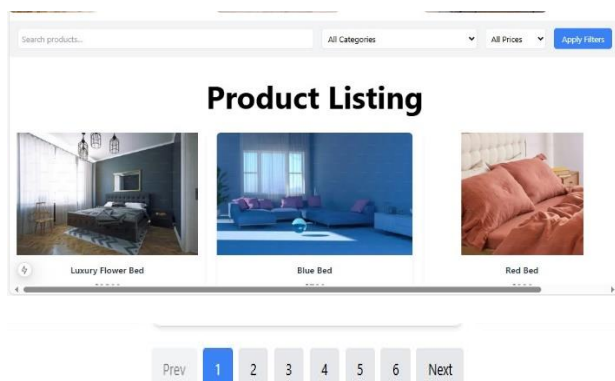 Search products... All Categories All Prices Apply Filters
Product Listing
Luxury Flower Bed Blue Bed Red Bed
Prev 1 2 3 4 5 6 Next